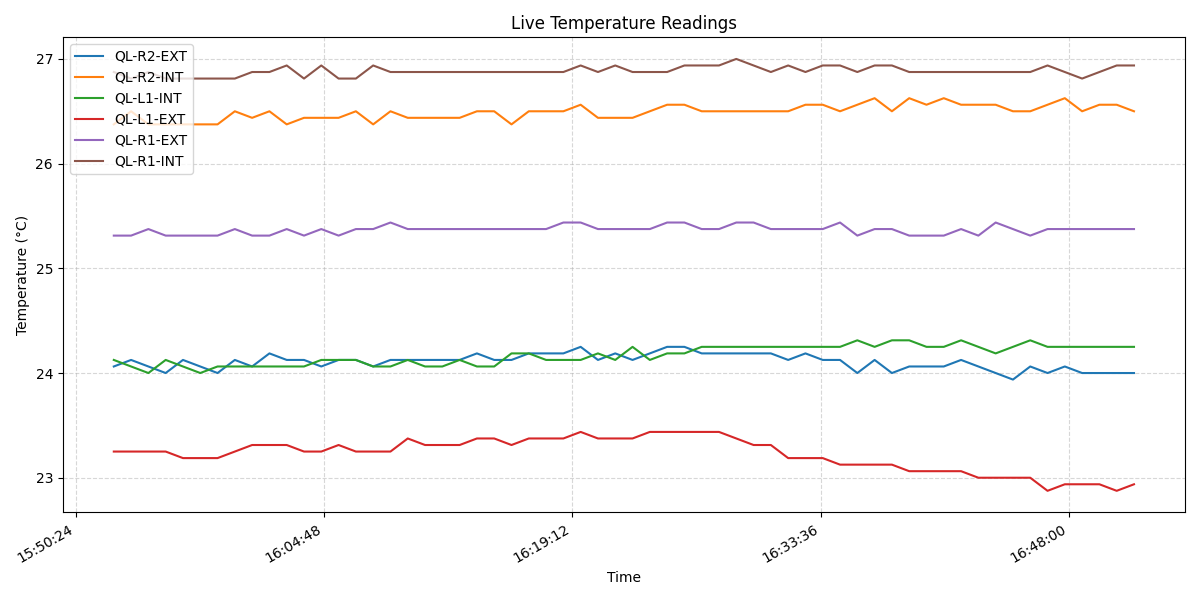 Live Temperature Readings
QL-R2-EXT
QL-R2-INT
QL-L1-INT
QL-L1-EXT
QL-R1-EXT
QL-R1-INT
27
26
25
24
23
Temperature (°C)
15:50:24
16:04:48
16:19:12
16:33:36
16:48:00
Time